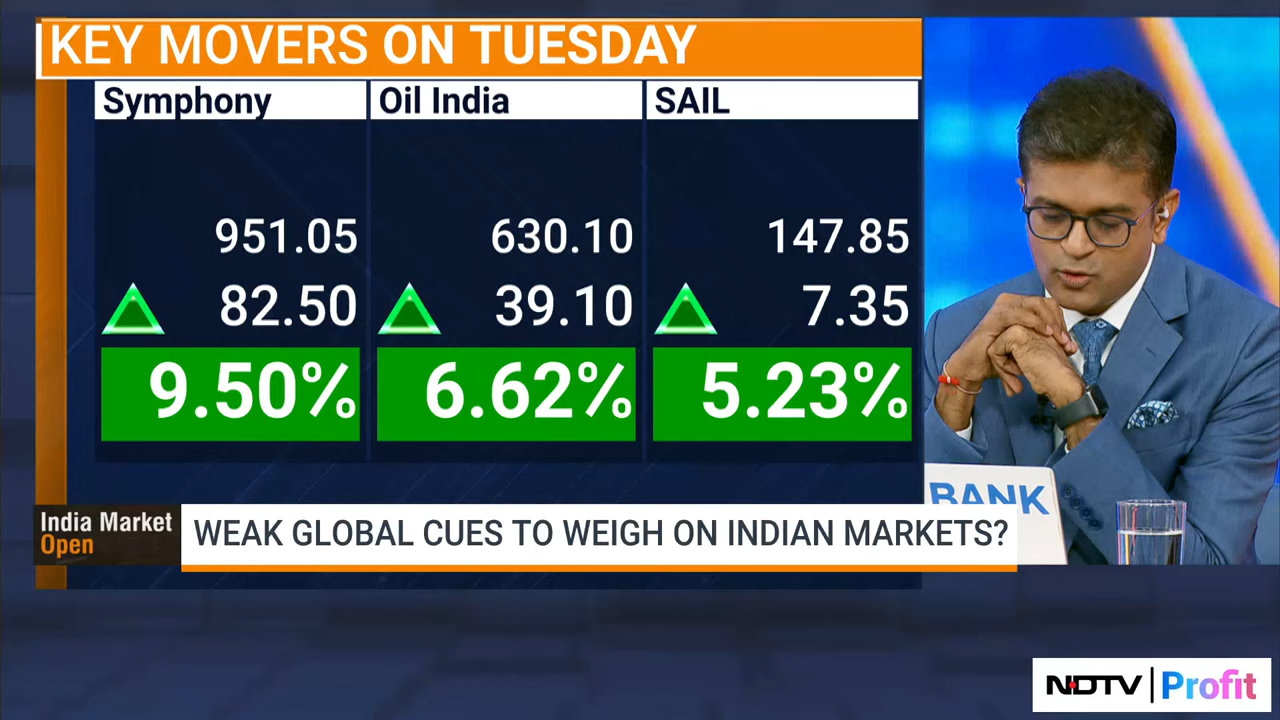 KEY MOVERS ON TUESDAY
Symphony
951.05
82.50
9.50%
Oil India
630.10
39.10
6.62%
SAIL
147.85
7.35
5.23%
BANK
India Market
Open
WEAK GLOBAL CUES TO WEIGH ON INDIAN MARKETS?
NDTV Profit